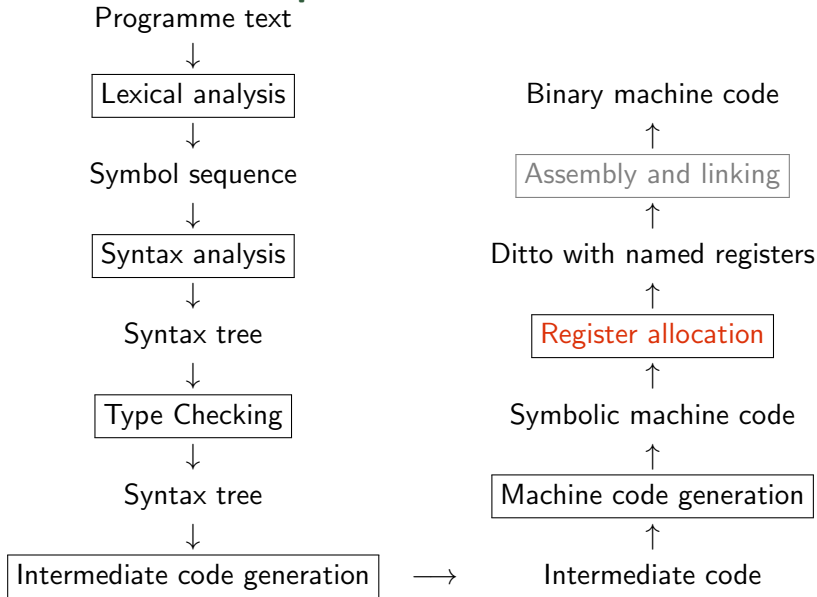 Programme text
↓
Lexical analysis
↓
Symbol sequence
↓
Syntax analysis
↓
Syntax tree
↓
Type Checking
↓
Syntax tree
↓
Intermediate code generation
→
Intermediate code
↑
Machine code generation
↑
Symbolic machine code
↑
Register allocation
↑
Ditto with named registers
↑
Assembly and linking
↑
Binary machine code